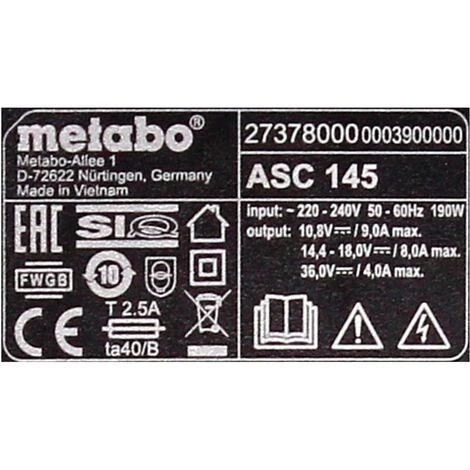 metabo®
Metabo-Allee 1
D-72622 Nürtingen, Germany
Made in Vietnam
EAC
SIQ
FWGB
10
T 2.5A
CE
ta40/B
27378000 0003900000
ASC 145
input: ~ 220 - 240V 50 - 60Hz 190W
output: 10,8V⎓ / 9,0A max.
14,4 - 18,0V⎓ / 8,0A max.
36,0V⎓ / 4,0A max.